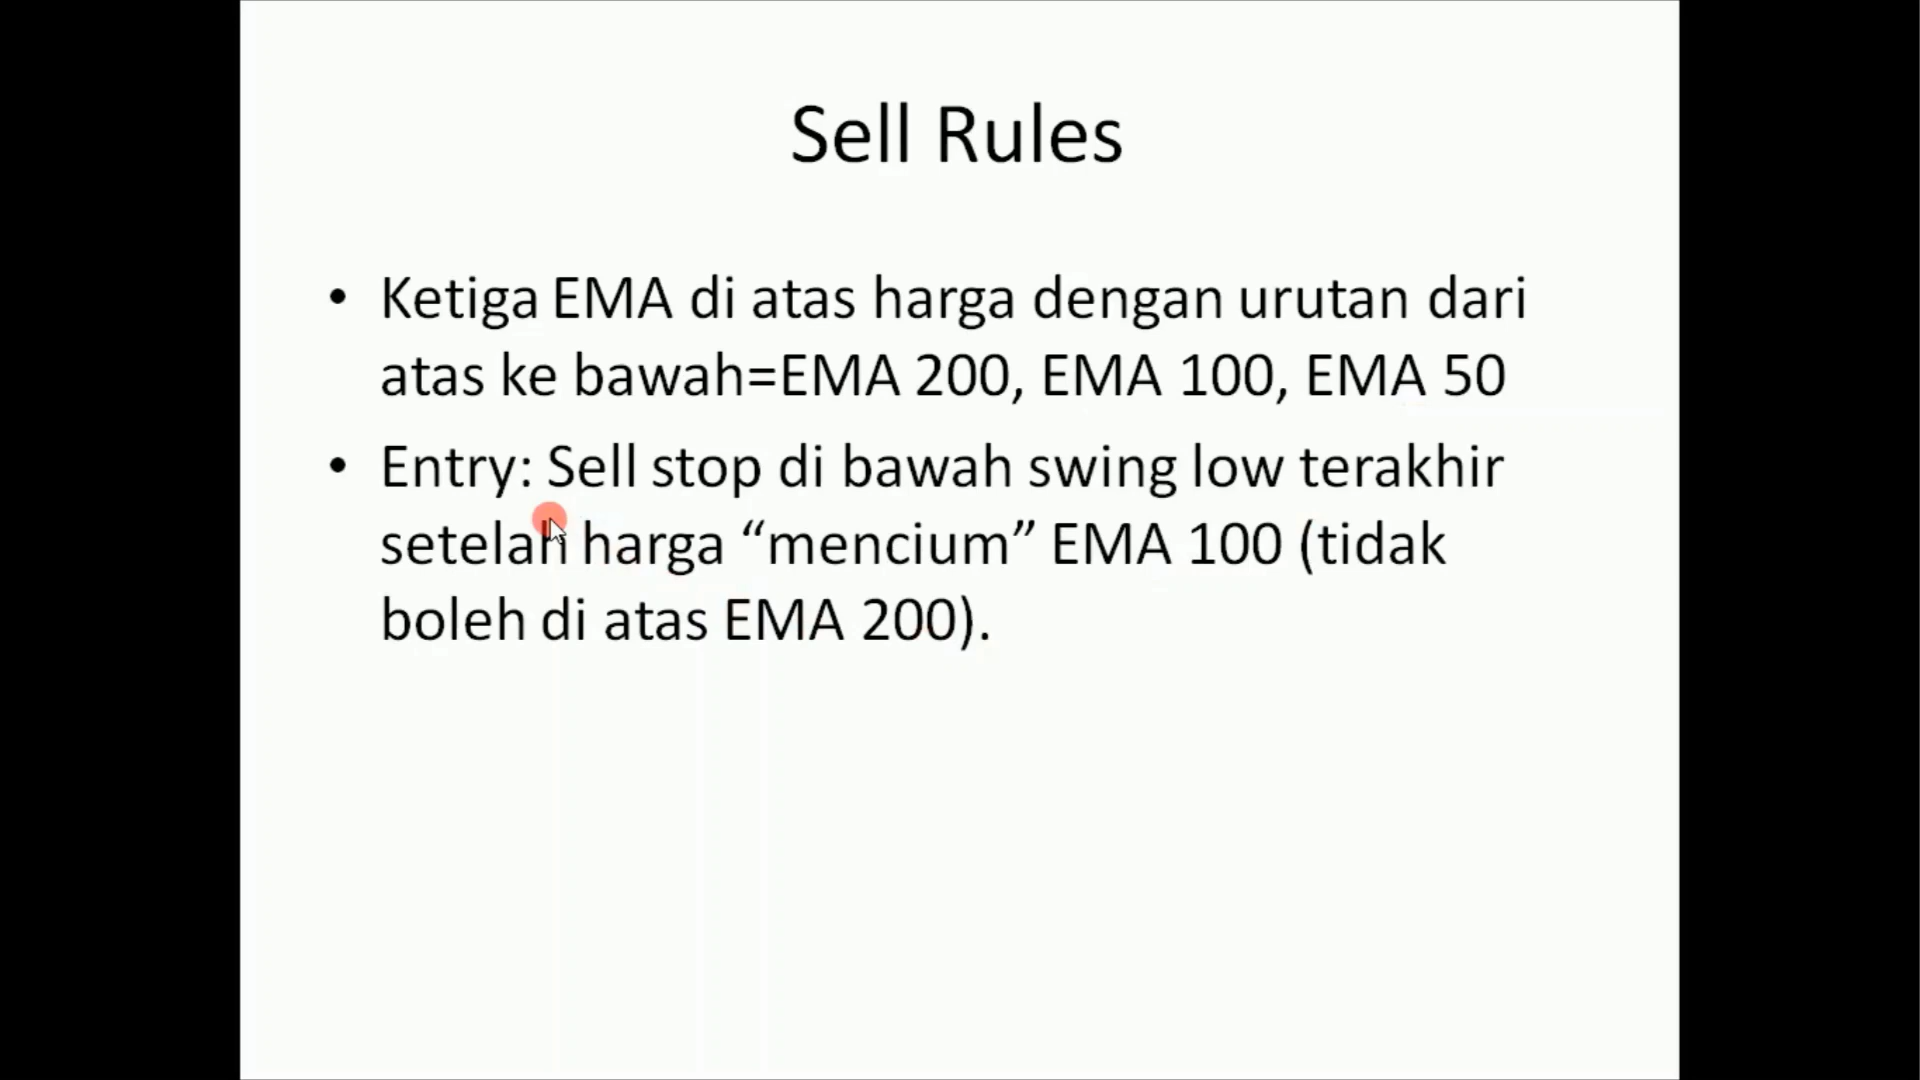 Sell Rules
• Ketiga EMA di atas harga dengan urutan dari
atas ke bawah=EMA 200, EMA 100, EMA 50
• Entry: Sell stop di bawah swing low terakhir
setelah harga “mencium” EMA 100 (tidak
boleh di atas EMA 200).